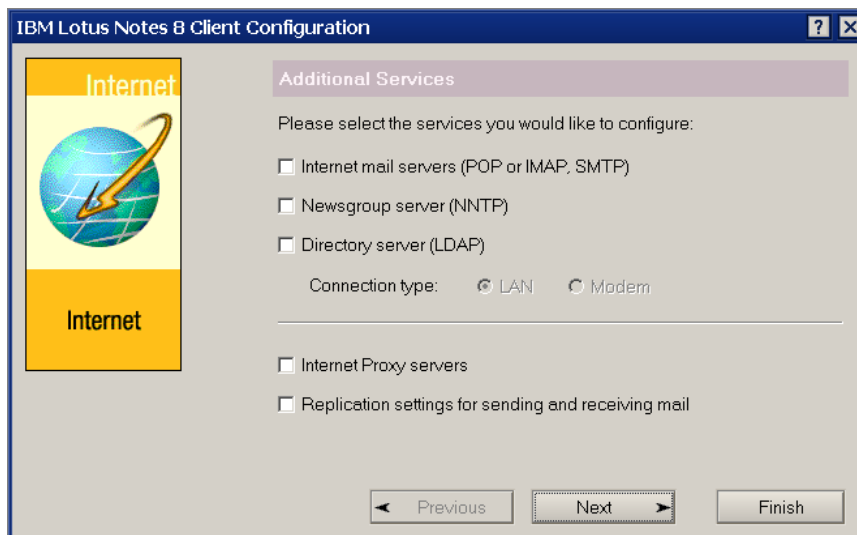 IBM Lotus Notes 8 Client Configuration
Internet
Internet
Additional Services
Please select the services you would like to configure:
Internet mail servers (POP or IMAP, SMTP)
Newsgroup server (NNTP)
Directory server (LDAP)
Connection type: LAN Modem
Internet Proxy servers
Replication settings for sending and receiving mail
Previous Next Finish